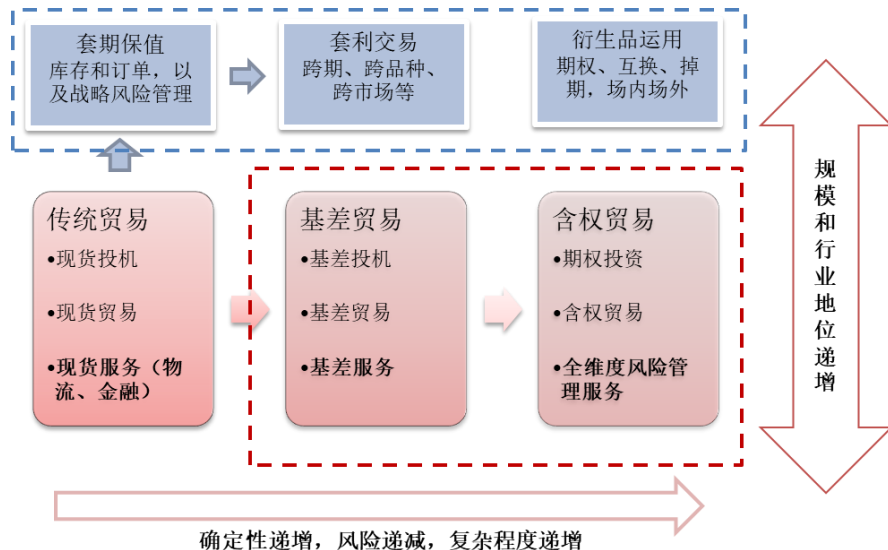 套期保值
库存和订单，以
及战略风险管理
套利交易
跨期、跨品种、
跨市场等
衍生品运用
期权、互换、掉
期，场内场外
传统贸易
•现货投机
•现货贸易
•现货服务（物
流、金融）
基差贸易
•基差投机
•基差贸易
•基差服务
含权贸易
•期权投资
•含权贸易
•全维度风险管
理服务
规模和行业地位递增
确定性递增，风险递减，复杂程度递增